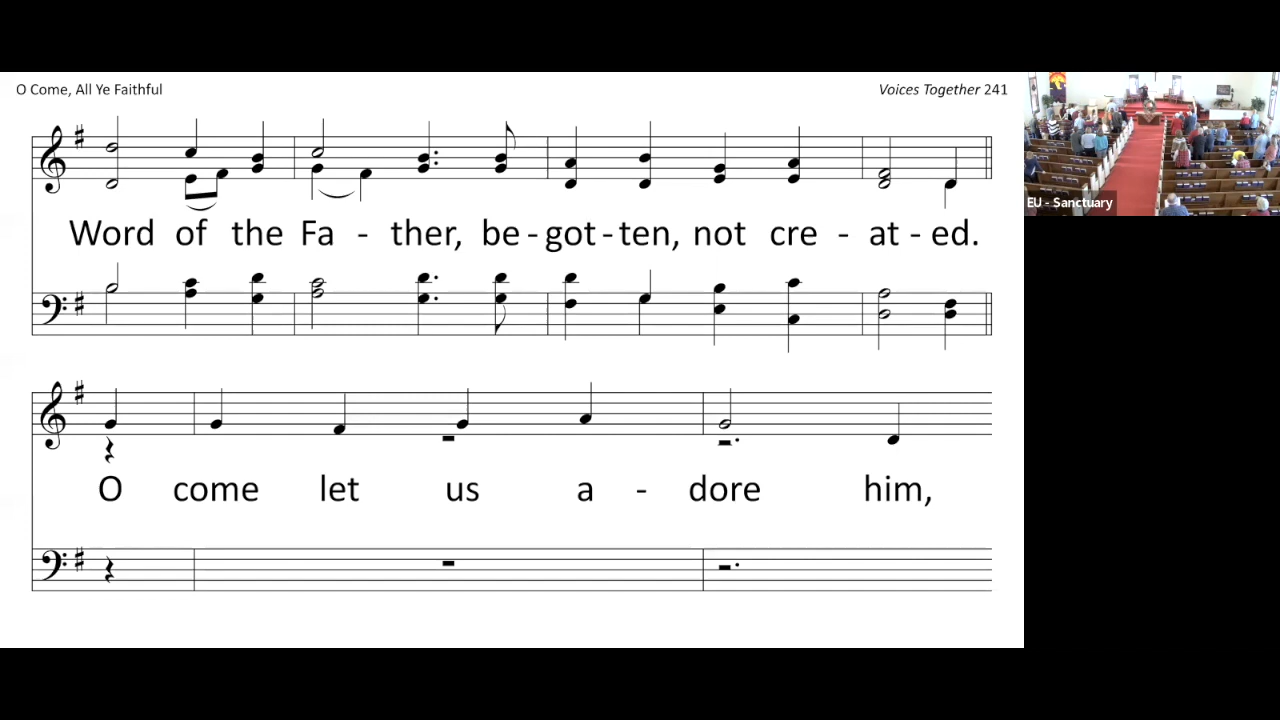 O Come, All Ye Faithful
Voices Together 241
EU - Sanctuary
Word of the Fa - ther, be - got - ten, not cre - at - ed.
O come let us a - dore him,